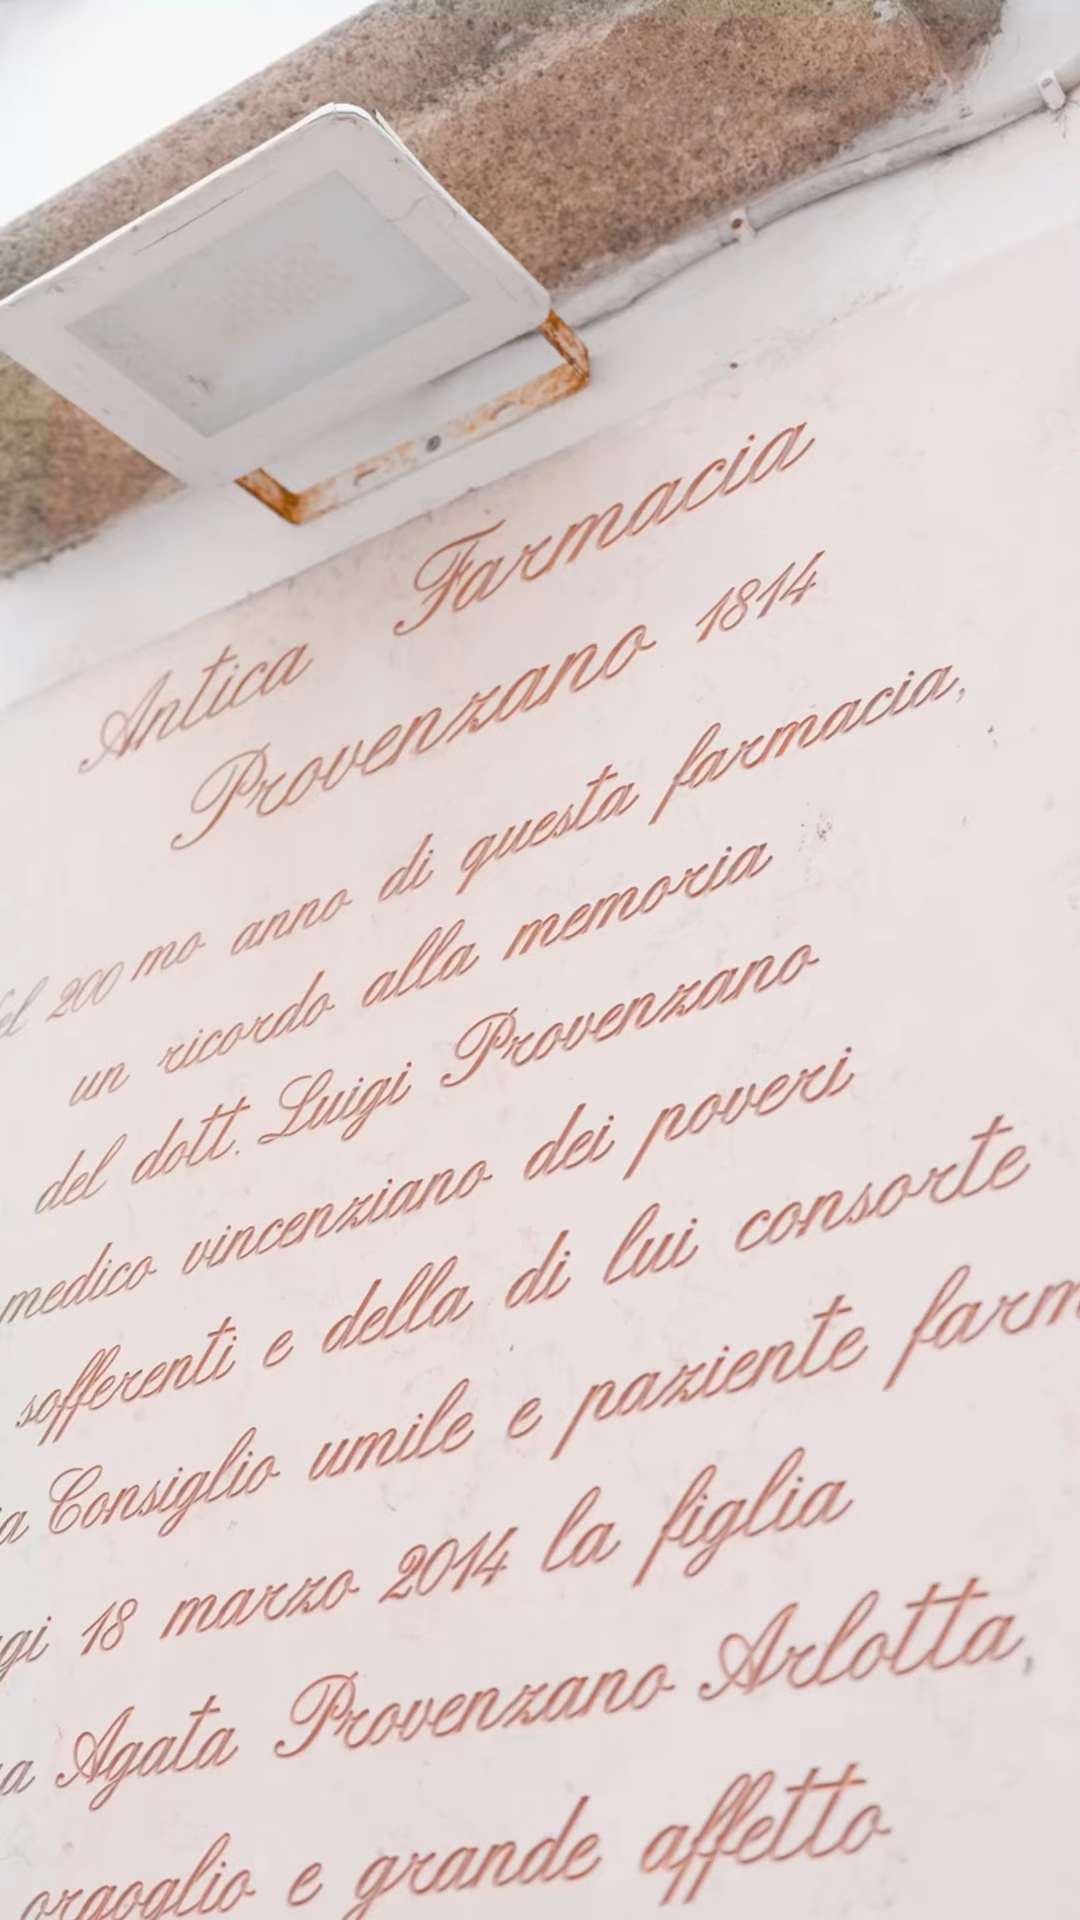 Antica Farmacia
Provenzano 1814
200mo anno di questa farmacia,
un ricordo alla memoria
del dott. Luigi Provenzano
medico vincenziano dei poveri
sofferenti e della di lui consorte
Consiglio umile e paziente
18 marzo 2014 la figlia
Agata Provenzano Arlotta,
orgoglio e grande affetto